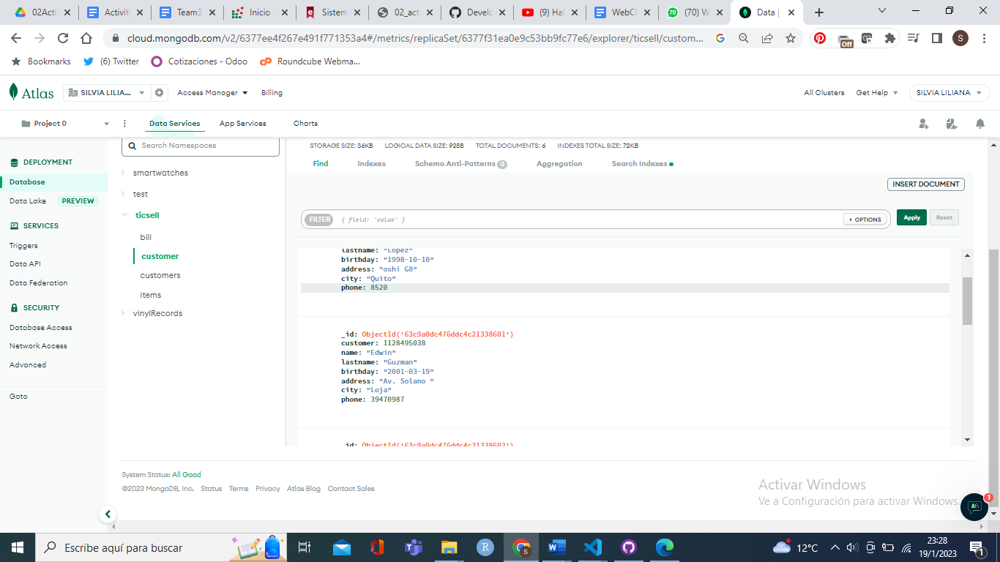 02Acti
Activity
Team3
Inicio -
Sistem
02_act
Develo
(9) Hal
WebCl
(70) W
Data |
cloud.mongodb.com/v2/6377ee4f267e491f771353a4#/metrics/replicaSet/6377f31ea0e9c53bb9fc77e6/explorer/ticsell/custom...
Off
S
Bookmarks
(6) Twitter
Cotizaciones - Odoo
Roundcube Webma...
Atlas
SILVIA LILIA...
Access Manager
Billing
All Clusters
Get Help
SILVIA LILIANA
Project 0
Data Services
App Services
Charts
DEPLOYMENT
Database
Data Lake PREVIEW
SERVICES
Triggers
Data API
Data Federation
SECURITY
Database Access
Network Access
Advanced
Goto
Search Namespaces
smartwatches
test
ticsell
bill
customer
customers
items
vinylRecords
STORAGE SIZE: 36KB LOGICAL DATA SIZE: 928B TOTAL DOCUMENTS: 6 INDEXES TOTAL SIZE: 72KB
Find
Indexes
Schema Anti-Patterns 0
Aggregation
Search Indexes
INSERT DOCUMENT
FILTER { field: 'value' }
OPTIONS
Apply
Reset
lastname: "Lopez"
birthday: "1998-10-10"
address: "oshi G8"
city: "Quito"
phone: 8520
_id: ObjectId('63c9a0dc476ddc4c21338601')
customer: 1128495038
name: "Edwin"
lastname: "Guzman"
birthday: "2001-03-19"
address: "Av. Solano "
city: "Loja"
phone: 39470987
_id: ObjectId('63c9a0dc476ddc4c21338602')
System Status: All Good
©2023 MongoDB, Inc. Status Terms Privacy Atlas Blog Contact Sales
Activar Windows
Ve a Configuración para activar Windows.
1
Escribe aquí para buscar
12°C
23:28
19/1/2023
1